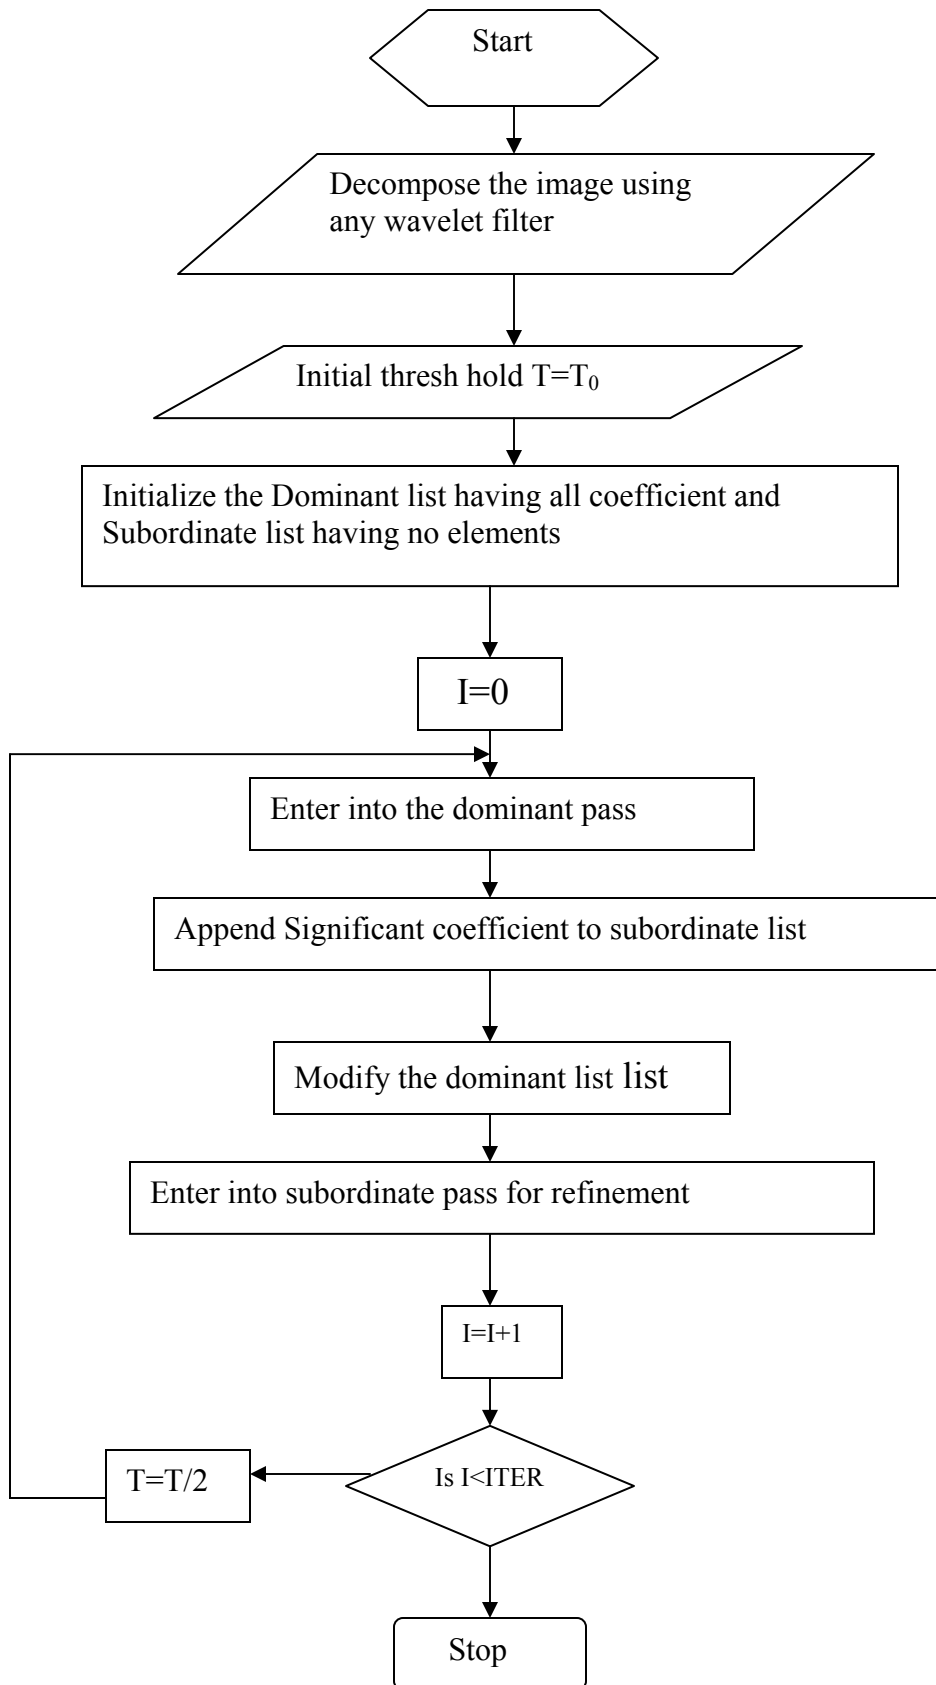 Start
Decompose the image using
any wavelet filter
Initial thresh hold T=T₀
Initialize the Dominant list having all coefficient and
Subordinate list having no elements
I=0
Enter into the dominant pass
Append Significant coefficient to subordinate list
Modify the dominant list list
Enter into subordinate pass for refinement
I=I+1
Is I<ITER
T=T/2
Stop